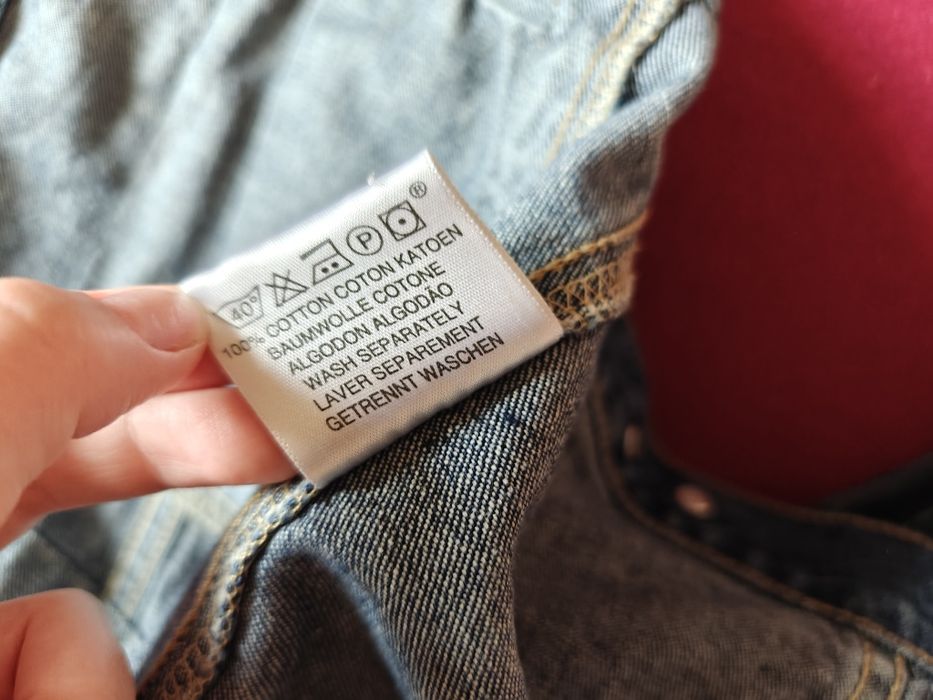 40° P ®
100% COTTON COTON KATOEN
BAUMWOLLE COTONE
ALGODON ALGODÃO
WASH SEPARATELY
LAVER SEPAREMENT
GETRENNT WASCHEN